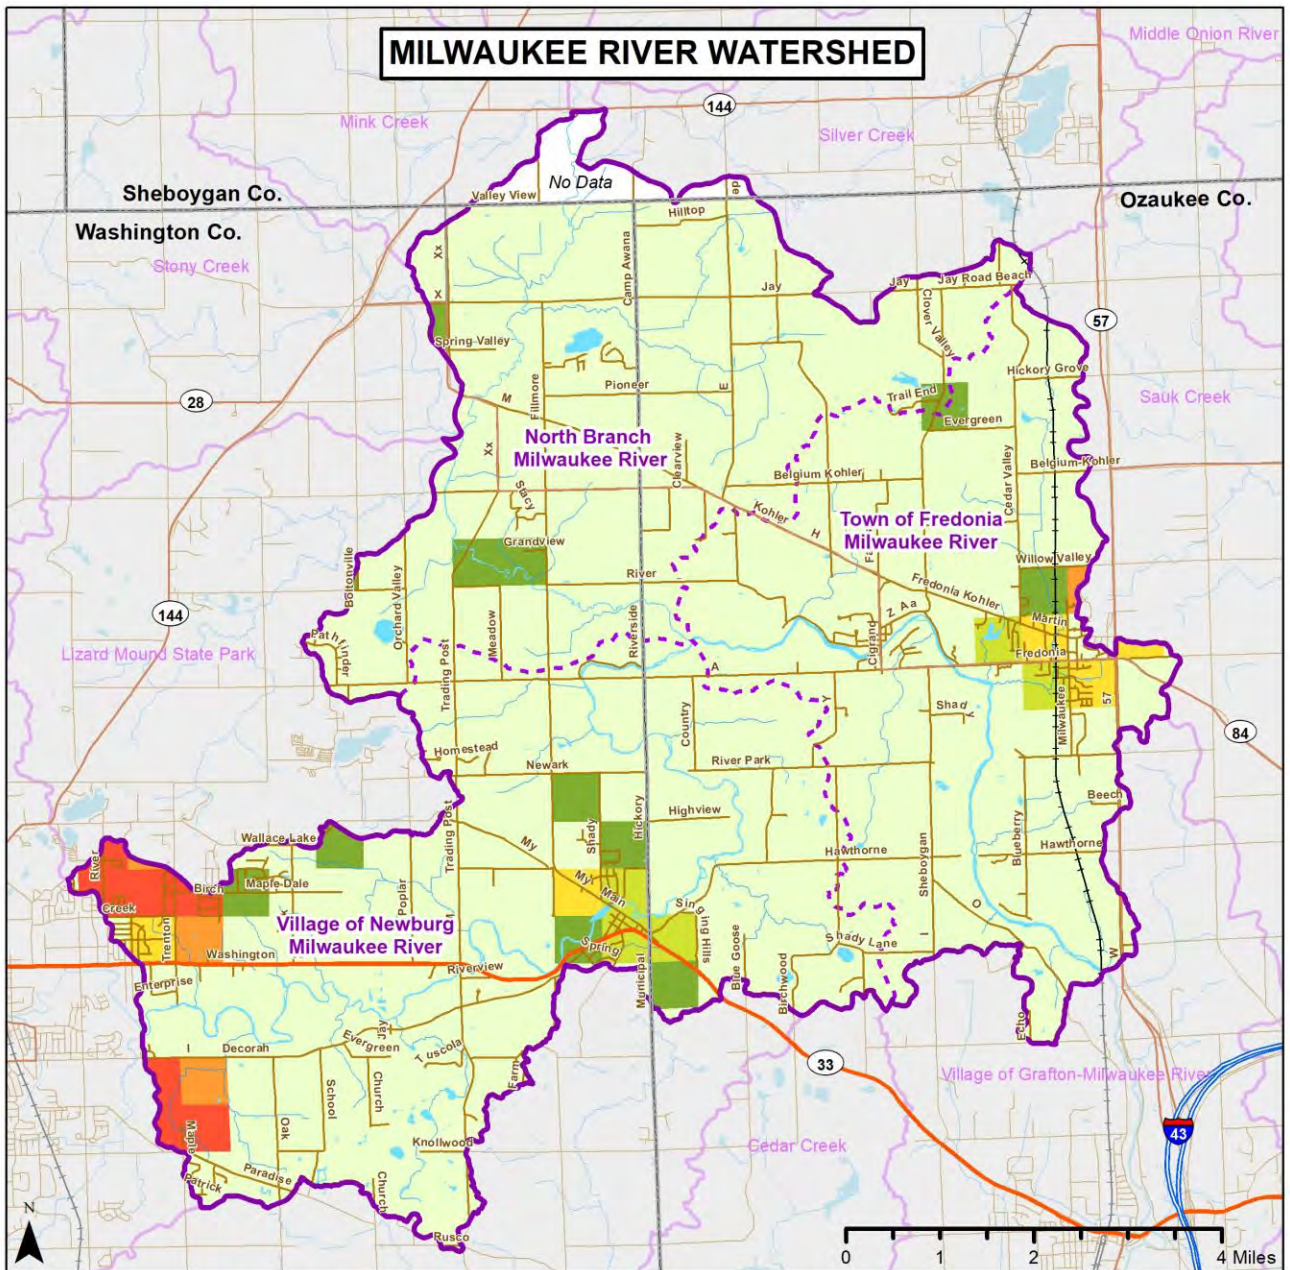 MILWAUKEE RIVER WATERSHED
Middle Onion River
144
Mink Creek
Silver Creek
No Data
Valley View
de
Sheboygan Co.
Ozaukee Co.
Washington Co.
Hilltop
Stony Creek
Xx
Camp Awana
Jay
Jay
Jay Road Beach
X
Clover Valley
57
Spring Valley
Hickory Grove
Pioneer
E
Trail End
28
M
Fillmore
Sauk Creek
Evergreen
North Branch
Milwaukee River
Xx
Clearview
Cedar Valley
Belgium-Kohler
Belgium Kohler
Stacy
Kohler
H
Town of Fredonia
Milwaukee River
Grandview
Willow Valley
Boltonville
Orchard Valley
River
Fredonia Kohler
144
Meadow
Riverside
Z Aa
Martin
Pathfinder
Cigrand
Lizard Mound State Park
Trading Post
A
Fredonia
Country
Y
Shady
Milwaukee
57
84
Homestead
Newark
River Park
Beech
Trading Post
Shady
Hickory
Highview
Blueberry
Wallace Lake
My
Hawthorne
Hawthorne
River
Birch
Maple Dale
Poplar
My
Main
Sheboygan
Creek
Trenton
Village of Newburg
Milwaukee River
Singing Hills
O
Washington
Spring
Blue Goose
Shady Lane
I
W
Riverview
Enterprise
Municipal
Birchwood
Jay
Evergreen
Echo
I
Decorah
Tuscola
Farm
33
Village of Grafton-Milwaukee River
School
Church
43
Maple
Oak
Knollwood
Cedar Creek
Paradise
Patrick
Church
N
Rusco
0
1
2
4 Miles